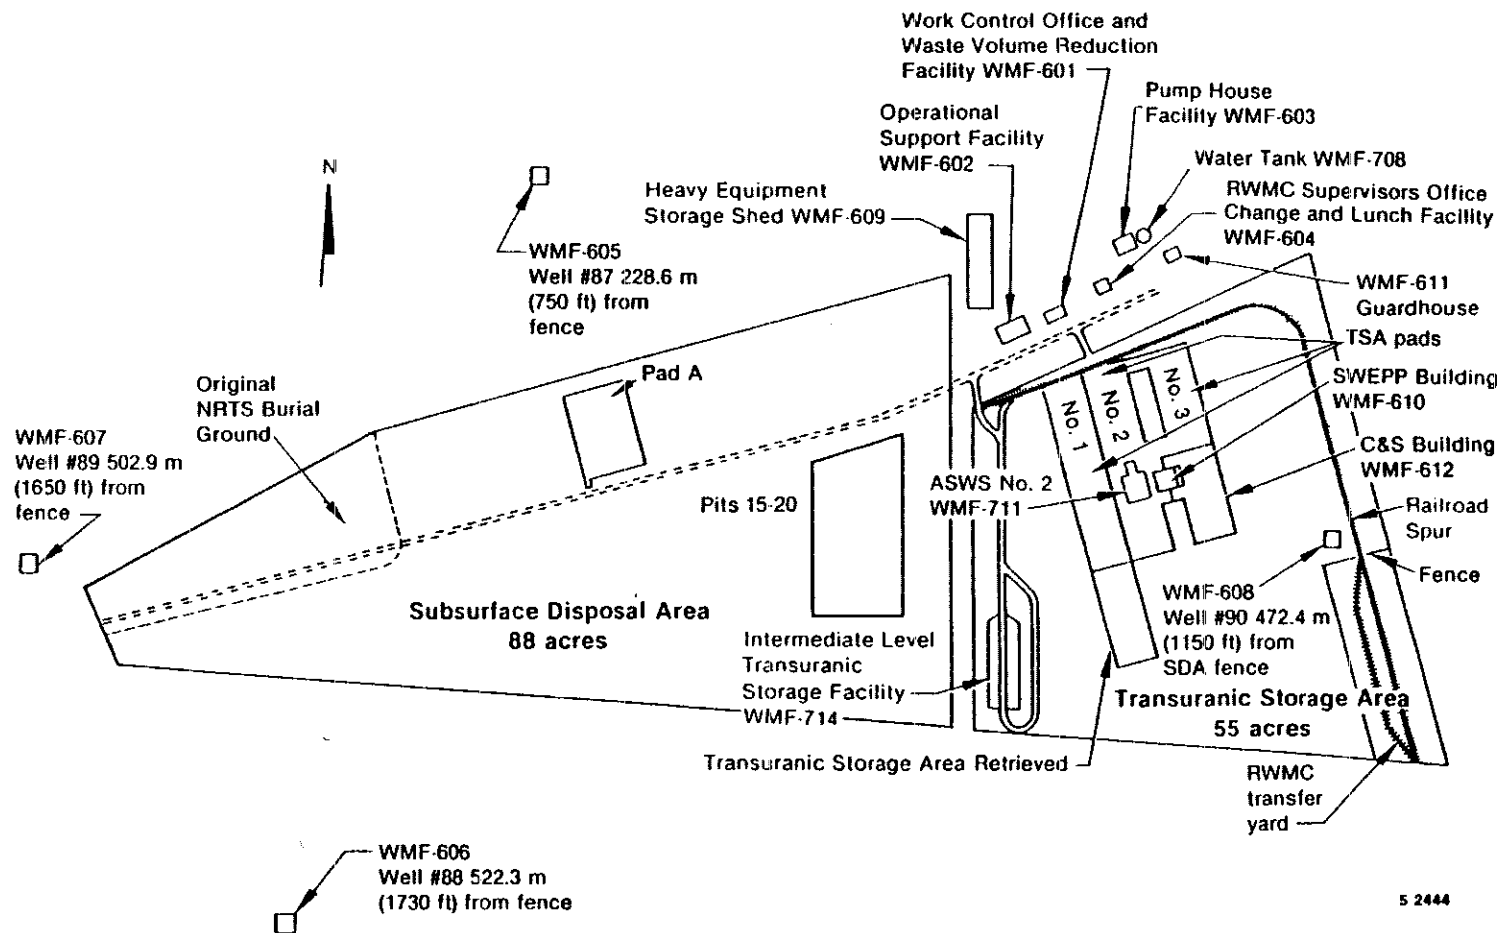 Work Control Office and
Waste Volume Reduction
Facility WMF-601
Pump House
Facility WMF-603
Operational
Support Facility
WMF-602
Water Tank WMF-708
N
Heavy Equipment
Storage Shed WMF-609
RWMC Supervisors Office
Change and Lunch Facility
WMF-604
WMF-605
Well #87 228.6 m
(750 ft) from
fence
WMF-611
Guardhouse
TSA pads
Pad A
SWEPP Building
WMF-610
Original
NRTS Burial
Ground
No. 1
No. 2
No. 3
WMF-607
Well #89 502.9 m
(1650 ft) from
fence
C&S Building
WMF-612
ASWS No. 2
WMF-711
Pits 15-20
Railroad
Spur
Fence
WMF-608
Well #90 472.4 m
(1150 ft) from
SDA fence
Subsurface Disposal Area
88 acres
Intermediate Level
Transuranic
Storage Facility
WMF-714
Transuranic Storage Area
55 acres
Transuranic Storage Area Retrieved
RWMC
transfer
yard
WMF-606
Well #88 522.3 m
(1730 ft) from fence
5 2444